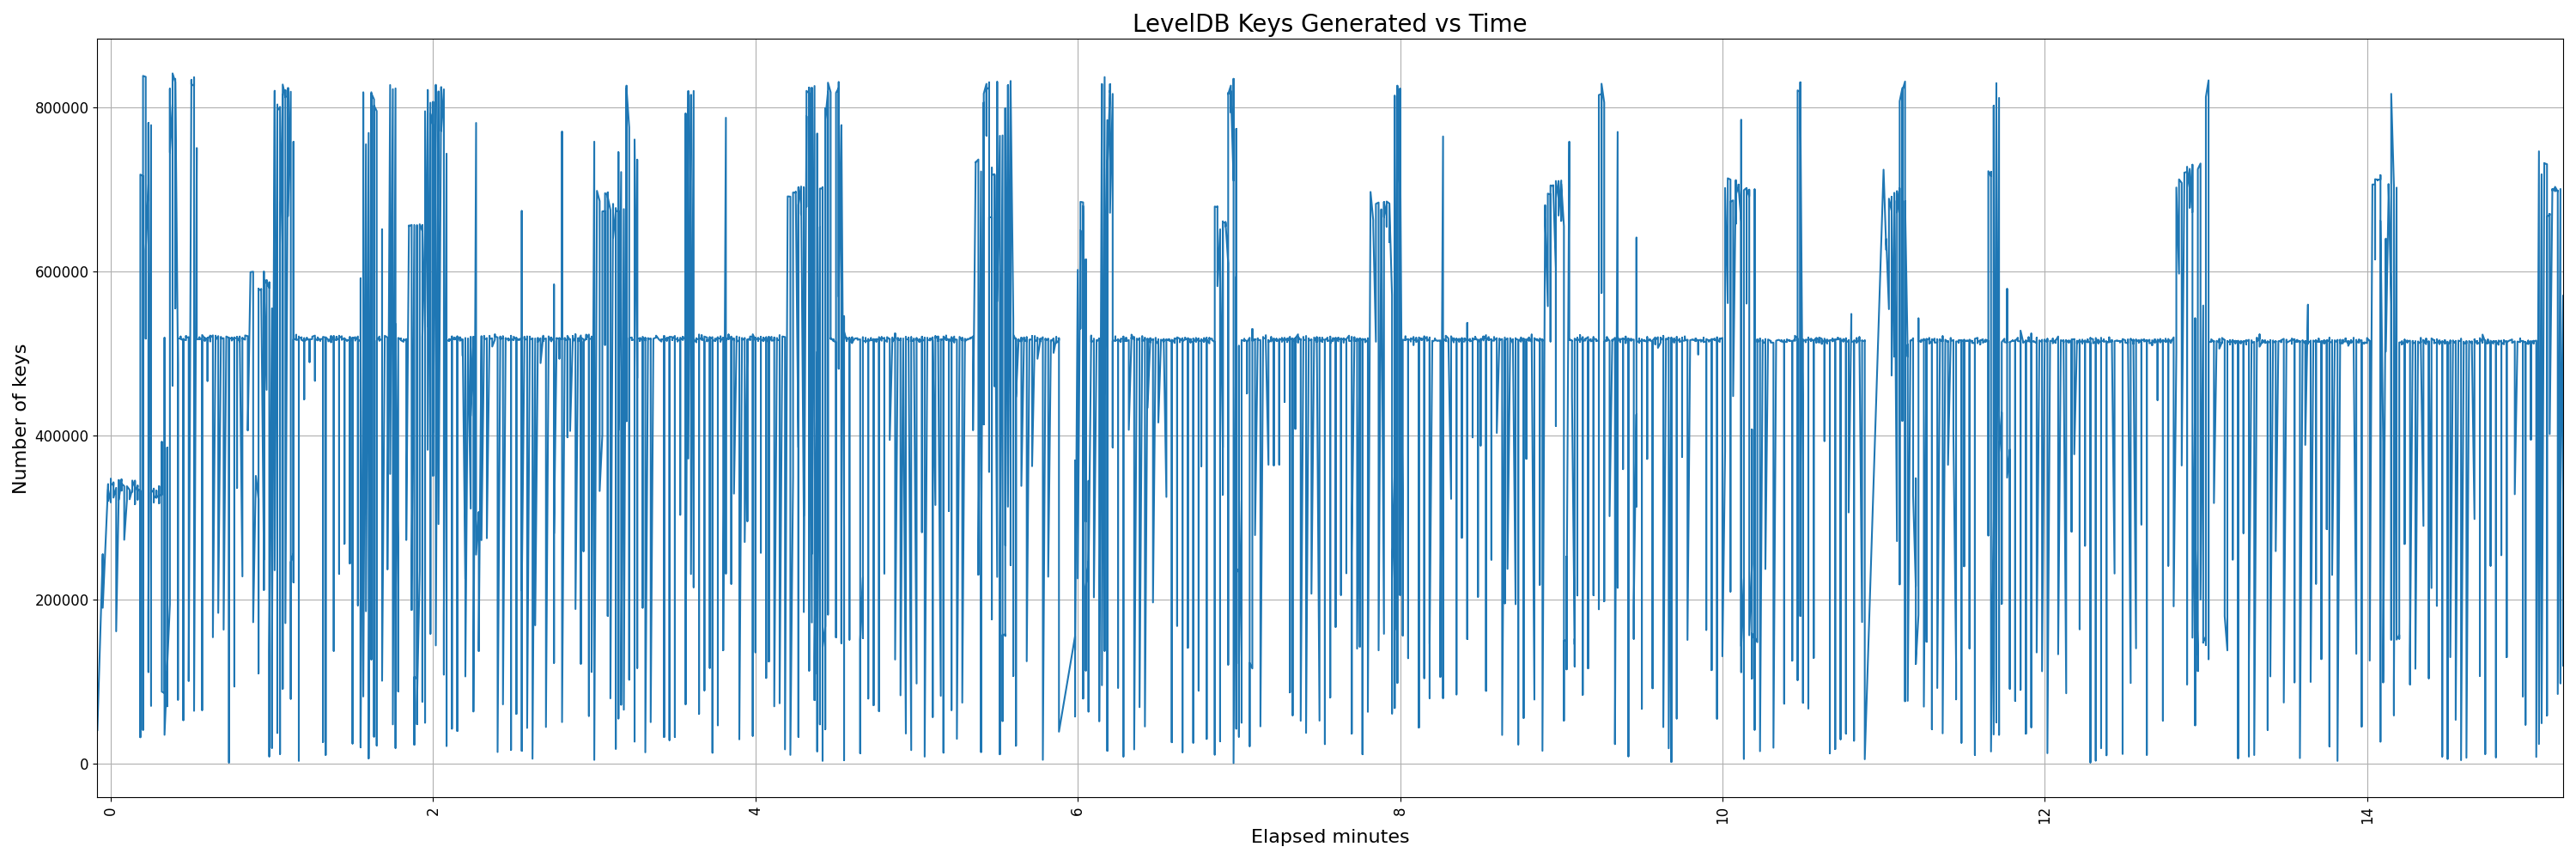 LevelDB Keys Generated vs Time
Number of keys
800000
600000
400000
200000
0
0 2 4 6 8 10 12 14
Elapsed minutes